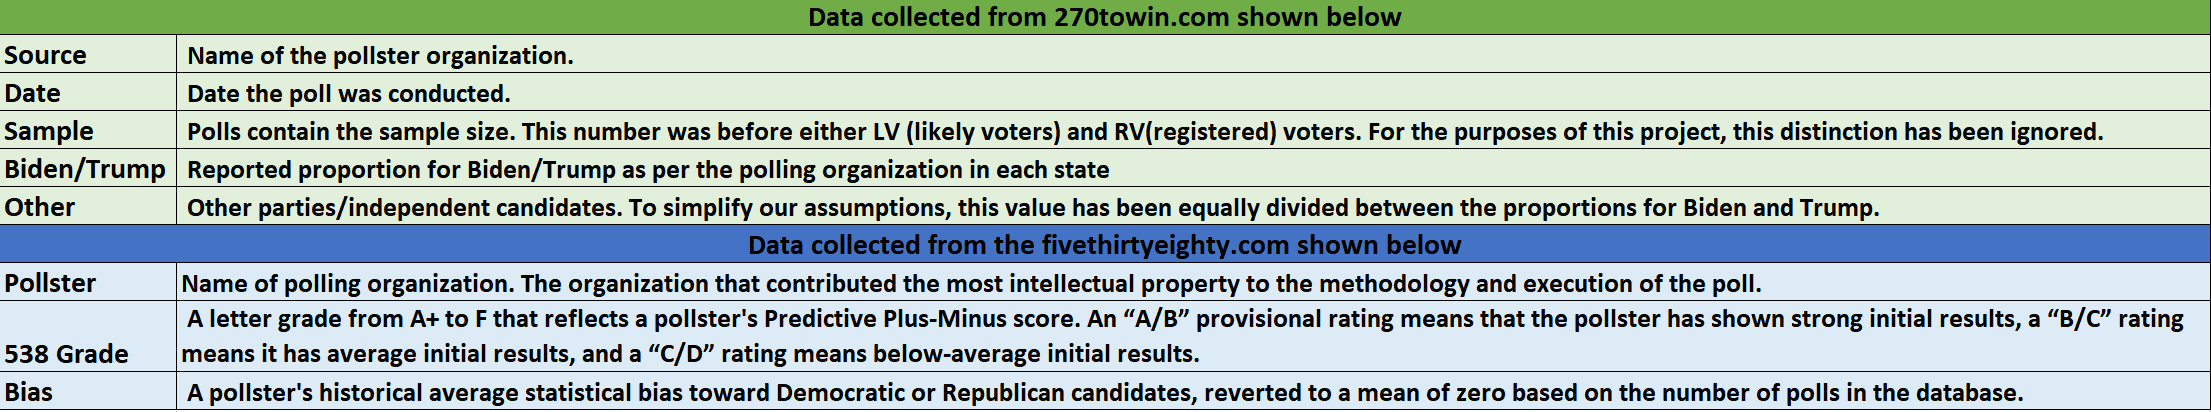 Data collected from 270towin.com shown below
Source Name of the pollster organization.
Date Date the poll was conducted.
Sample Polls contain the sample size. This number was before either LV (likely voters) and RV(registered) voters. For the purposes of this project, this distinction has been ignored.
Biden/Trump Reported proportion for Biden/Trump as per the polling organization in each state
Other Other parties/independent candidates. To simplify our assumptions, this value has been equally divided between the proportions for Biden and Trump.
Data collected from the fivethirtyeighty.com shown below
Pollster Name of polling organization. The organization that contributed the most intellectual property to the methodology and execution of the poll.
538 Grade A letter grade from A+ to F that reflects a pollster's Predictive Plus-Minus score. An “A/B” provisional rating means that the pollster has shown strong initial results, a “B/C” rating
means it has average initial results, and a “C/D” rating means below-average initial results.
Bias A pollster's historical average statistical bias toward Democratic or Republican candidates, reverted to a mean of zero based on the number of polls in the database.